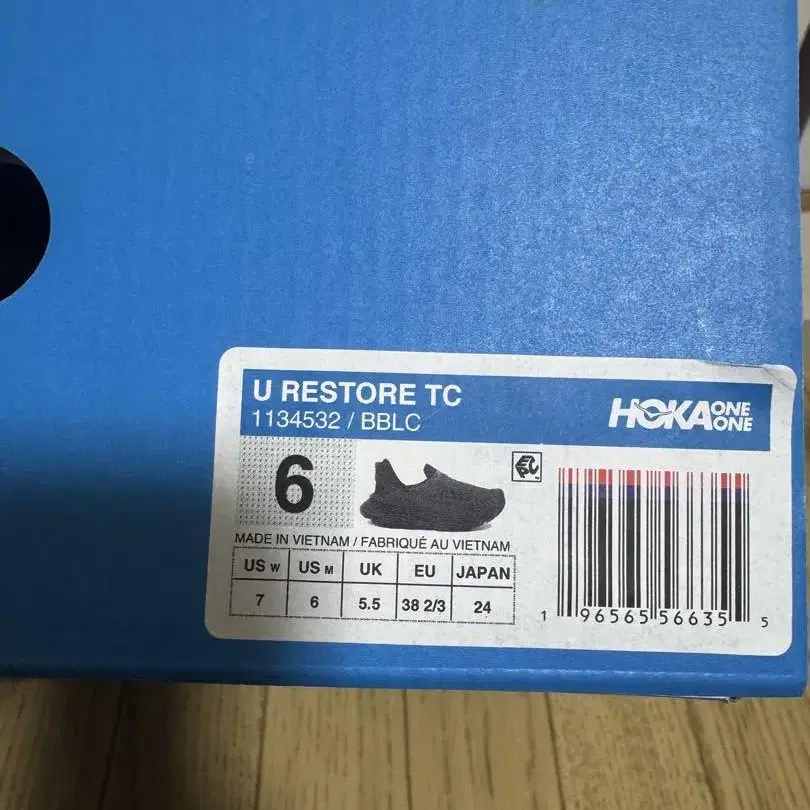 U RESTORE TC
1134532 / BBLC
HOKA ONE
ONE
6
EPC
MADE IN VIETNAM / FABRIQUÉ AU VIETNAM
US W US M UK EU JAPAN
7 6 5.5 38 2/3 24
1 96565 56635 5